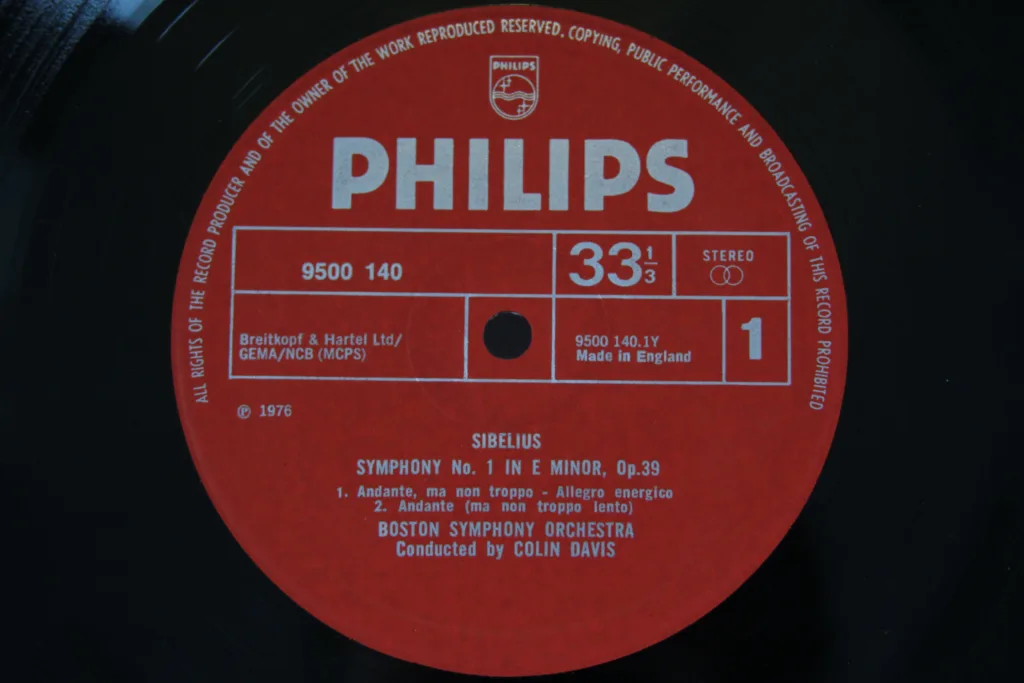 ALL RIGHTS OF THE RECORD PRODUCER AND OF THE OWNER OF THE WORK REPRODUCED RESERVED. COPYING, PUBLIC PERFORMANCE AND BROADCASTING OF THIS RECORD PROHIBITED
PHILIPS
PHILIPS
9500 140
33 1/3
STEREO
Breitkopf & Hartel Ltd/
GEMA/NCB (MCPS)
9500 140.1Y
Made in England
1
℗ 1976
SIBELIUS
SYMPHONY No. 1 IN E MINOR, Op.39
1. Andante, ma non troppo - Allegro energico
2. Andante (ma non troppo lento)
BOSTON SYMPHONY ORCHESTRA
Conducted by COLIN DAVIS